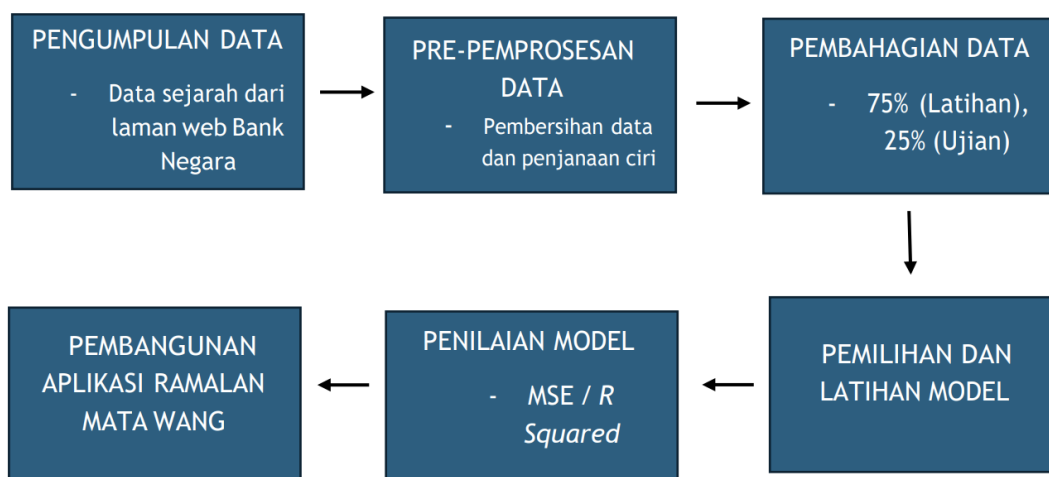 PENGUMPULAN DATA
- Data sejarah dari
laman web Bank
Negara
PRE-PEMPROSESAN
DATA
- Pembersihan data
dan penjanaan ciri
PEMBAHAGIAN DATA
- 75% (Latihan),
25% (Ujian)
PEMILIHAN DAN
LATIHAN MODEL
PENILAIAN MODEL
- MSE / R
Squared
PEMBANGUNAN
APLIKASI RAMALAN
MATA WANG